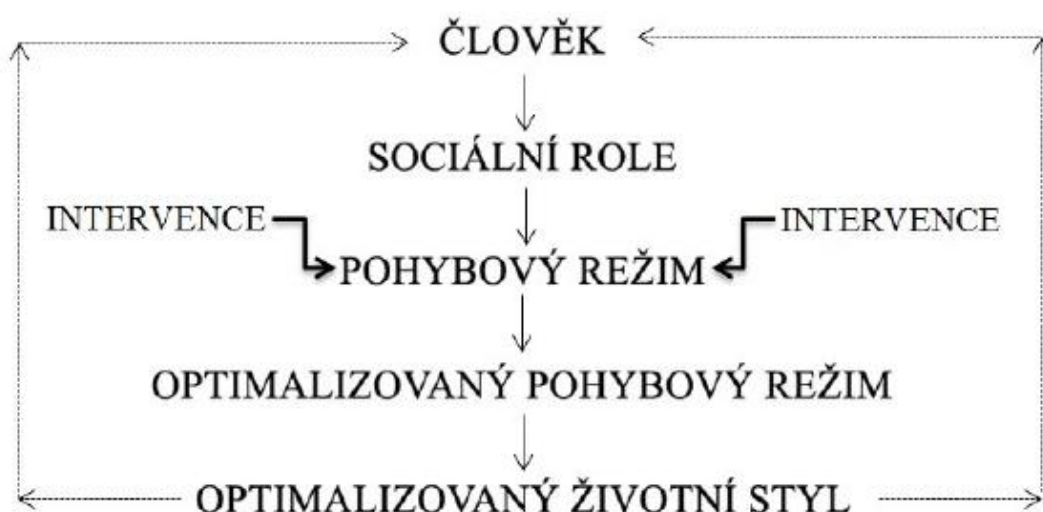 ČLOVĚK
SOCIÁLNÍ ROLE
INTERVENCE
INTERVENCE
POHYBOVÝ REŽIM
OPTIMALIZOVANÝ POHYBOVÝ REŽIM
OPTIMALIZOVANÝ ŽIVOTNÍ STYL